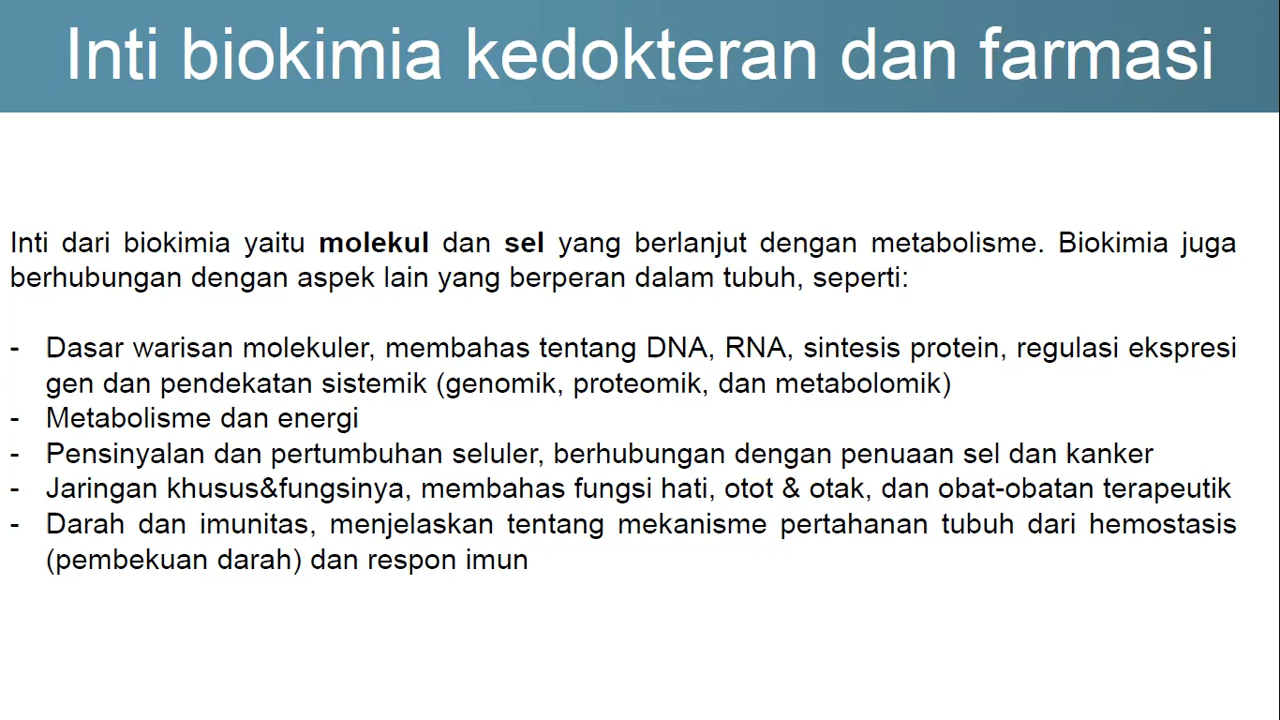 Inti biokimia kedokteran dan farmasi
Inti dari biokimia yaitu molekul dan sel yang berlanjut dengan metabolisme. Biokimia juga
berhubungan dengan aspek lain yang berperan dalam tubuh, seperti:
- Dasar warisan molekuler, membahas tentang DNA, RNA, sintesis protein, regulasi ekspresi
gen dan pendekatan sistemik (genomik, proteomik, dan metabolomik)
- Metabolisme dan energi
- Pensinyalan dan pertumbuhan seluler, berhubungan dengan penuaan sel dan kanker
- Jaringan khusus&fungsinya, membahas fungsi hati, otot & otak, dan obat-obatan terapeutik
- Darah dan imunitas, menjelaskan tentang mekanisme pertahanan tubuh dari hemostasis
(pembekuan darah) dan respon imun